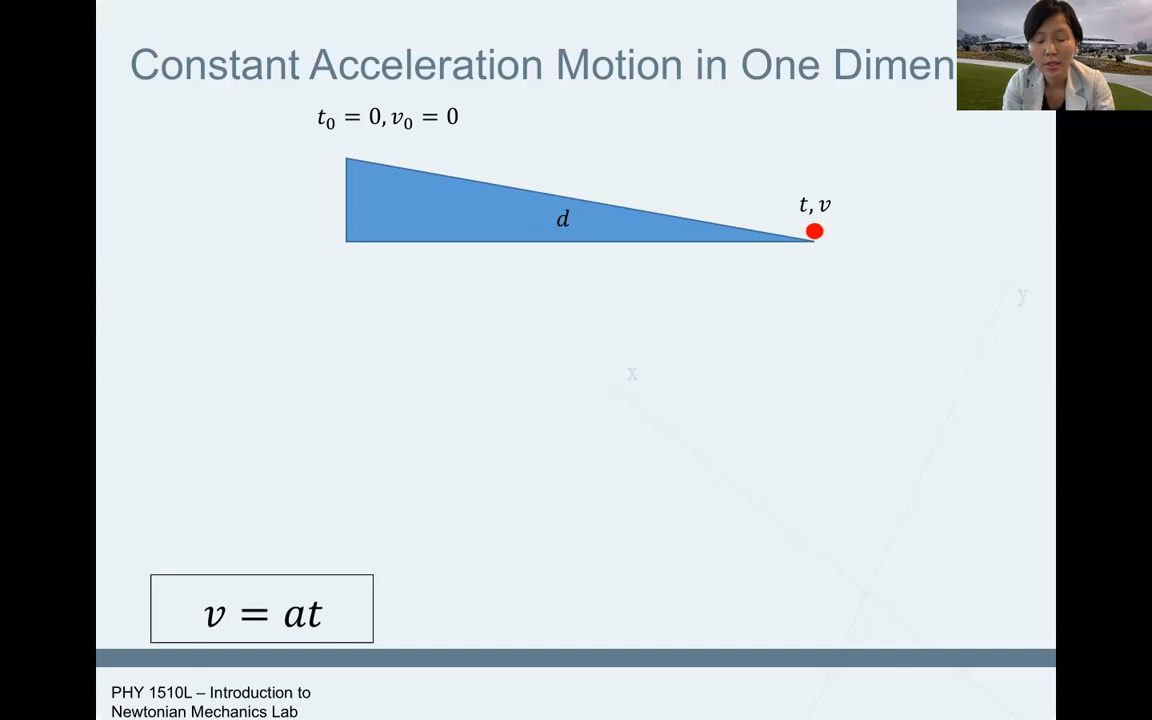 Constant Acceleration Motion in One Dimen
t₀ = 0, v₀ = 0
t, v
d
y
x
v = at
PHY 1510L – Introduction to
Newtonian Mechanics Lab